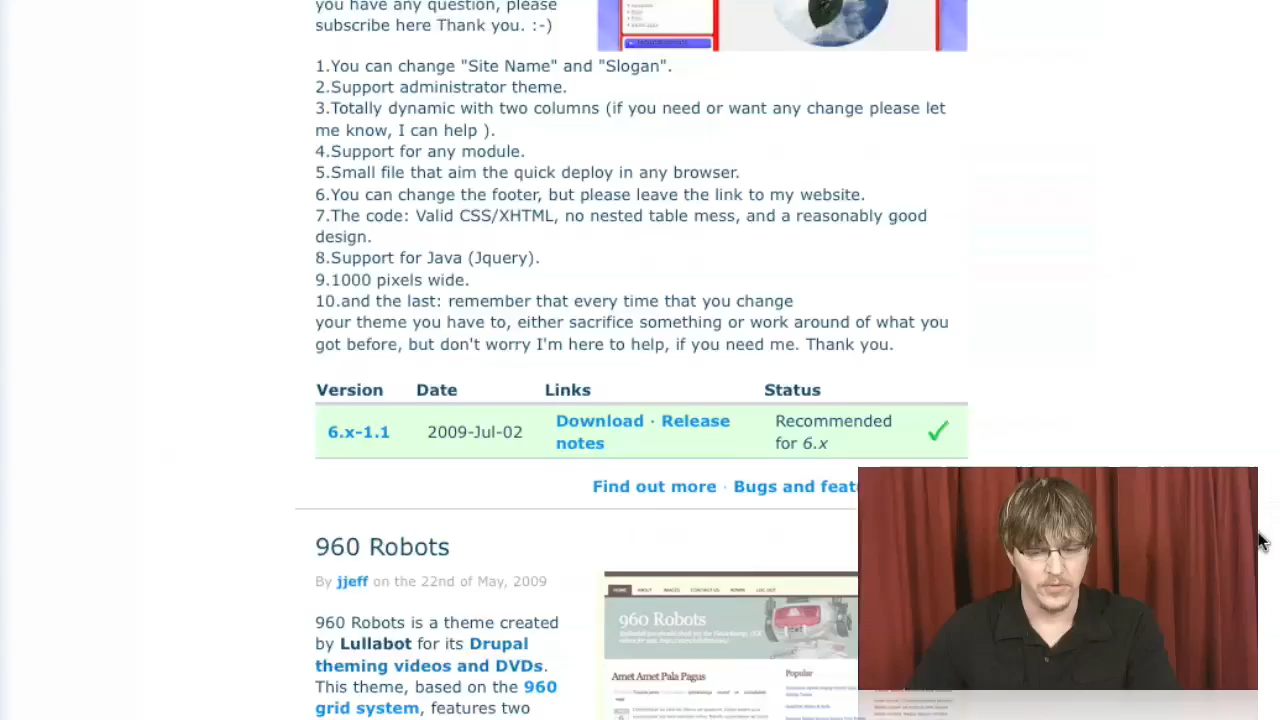 you have any question, please
subscribe here Thank you. :-)
1.You can change "Site Name" and "Slogan".
2.Support administrator theme.
3.Totally dynamic with two columns (if you need or want any change please let
me know, I can help ).
4.Support for any module.
5.Small file that aim the quick deploy in any browser.
6.You can change the footer, but please leave the link to my website.
7.The code: Valid CSS/XHTML, no nested table mess, and a reasonably good
design.
8.Support for Java (Jquery).
9.1000 pixels wide.
10.and the last: remember that every time that you change
your theme you have to, either sacrifice something or work around of what you
got before, but don't worry I'm here to help, if you need me. Thank you.
Version Date Links Status
6.x-1.1 2009-Jul-02 Download · Release notes Recommended for 6.x
Find out more · Bugs and feat
960 Robots
By jjeff on the 22nd of May, 2009
960 Robots is a theme created
by Lullabot for its Drupal
theming videos and DVDs.
This theme, based on the 960
grid system, features two
HOME ABOUT IMAGES CONTACT US ADMIN LOG OUT
960 Robots
Amet Amet Pala Pagus
Popular